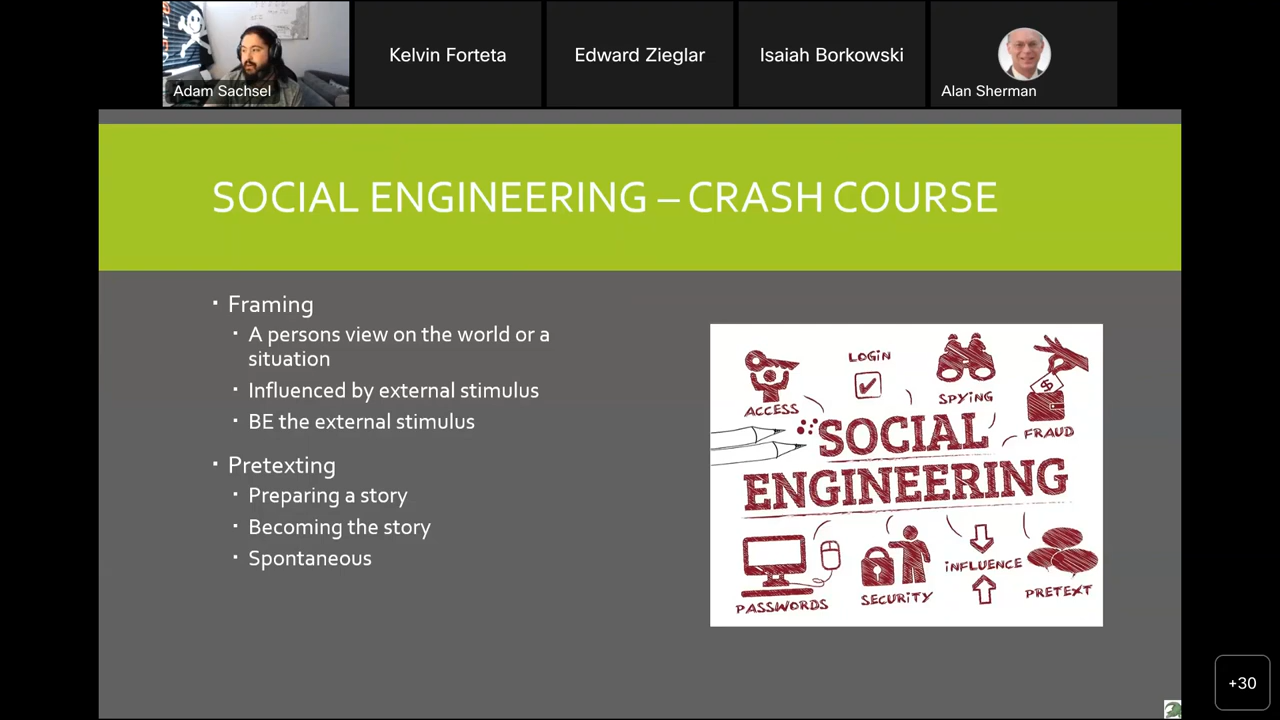 Adam Sachsel
Kelvin Forteta
Edward Zieglar
Isaiah Borkowski
Alan Sherman
SOCIAL ENGINEERING – CRASH COURSE
▪ Framing
▪ A persons view on the world or a
situation
▪ Influenced by external stimulus
▪ BE the external stimulus
▪ Pretexting
▪ Preparing a story
▪ Becoming the story
▪ Spontaneous
ACCESS
LOGIN
SPYING
FRAUD
SOCIAL
ENGINEERING
PASSWORDS
SECURITY
INFLUENCE
PRETEXT
+30